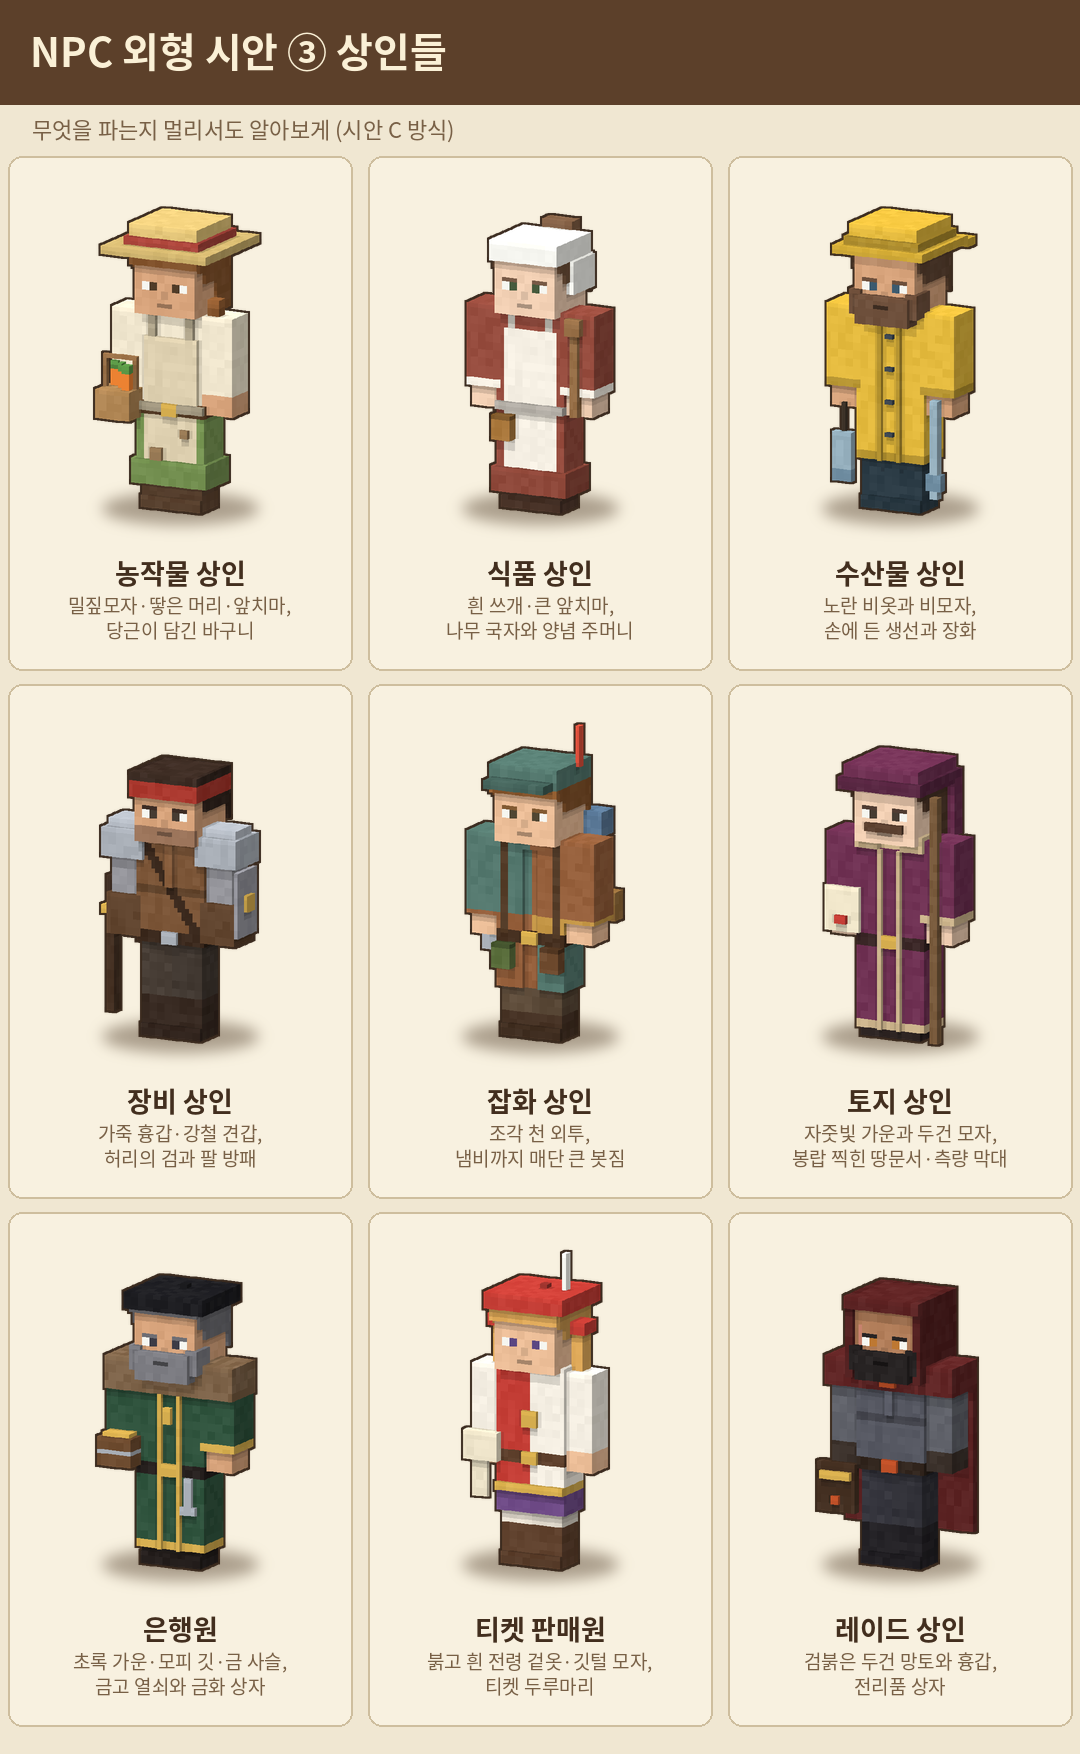 NPC 외형 시안 ③ 상인들
무엇을 파는지 멀리서도 알아보게 (시안 C 방식)
농작물 상인
밀짚모자·땋은 머리·앞치마,
당근이 담긴 바구니
식품 상인
흰 쓰개·큰 앞치마,
나무 국자와 양념 주머니
수산물 상인
노란 비옷과 비모자,
손에 든 생선과 장화
장비 상인
가죽 흉갑·강철 견갑,
허리의 검과 팔 방패
잡화 상인
조각 천 외투,
냄비까지 매단 큰 봇짐
토지 상인
자줏빛 가운과 두건 모자,
봉랍 찍힌 땅문서·측량 막대
은행원
초록 가운·모피 깃·금 사슬,
금고 열쇠와 금화 상자
티켓 판매원
붉고 흰 전령 겉옷·깃털 모자,
티켓 두루마리
레이드 상인
검붉은 두건 망토와 흉갑,
전리품 상자